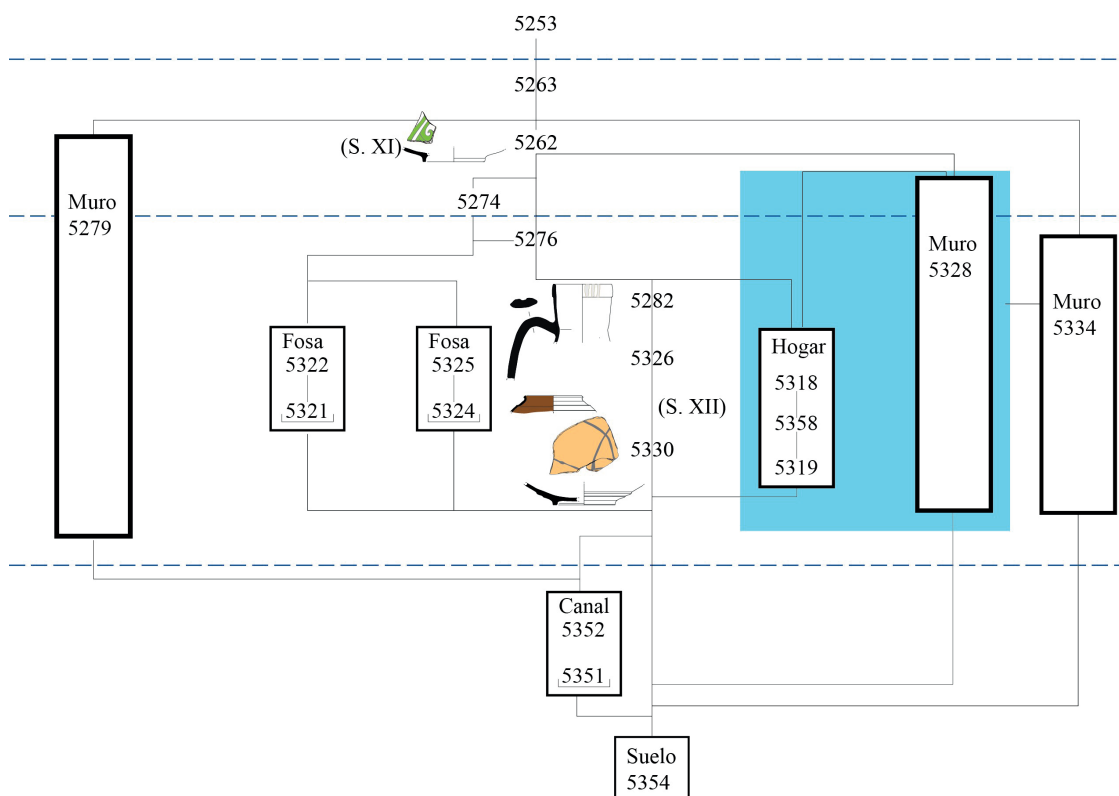 5253
5263
(S. XI)
5262
Muro
5279
5274
5276
Muro
5328
Muro
5334
5282
Fosa
5322
5321
Fosa
5325
5324
5326
Hogar
5318
5358
5319
(S. XII)
5330
Canal
5352
5351
Suelo
5354